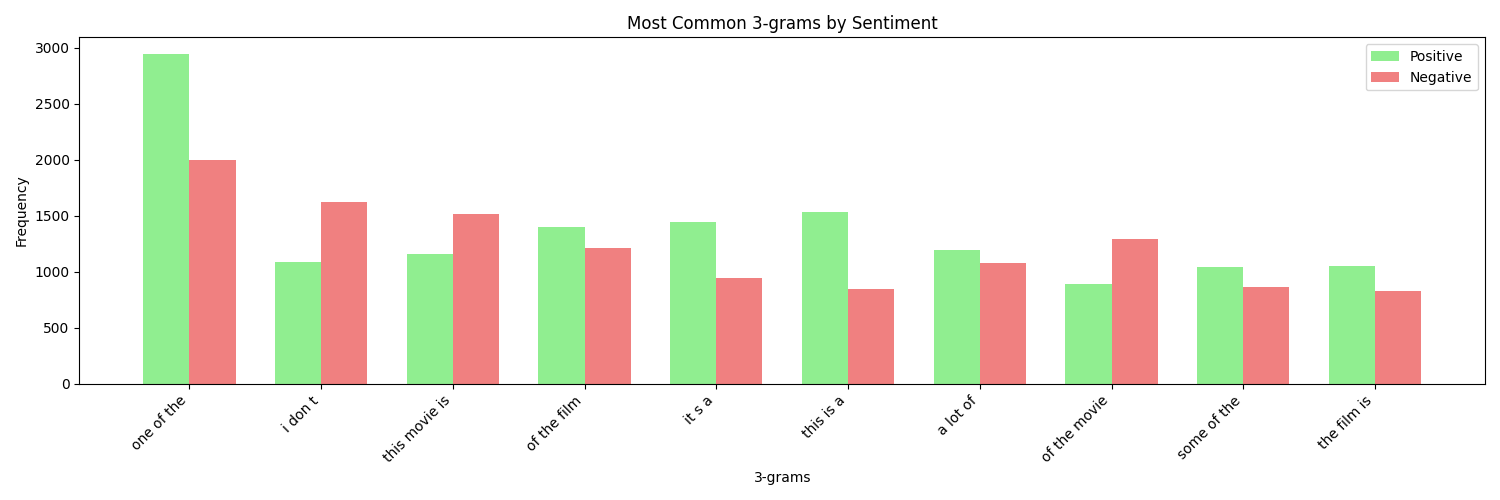 Most Common 3-grams by Sentiment
Positive
Negative
Frequency
3000
2500
2000
1500
1000
500
0
one of the
i don t
this movie is
of the film
it s a
this is a
a lot of
of the movie
some of the
the film is
3-grams